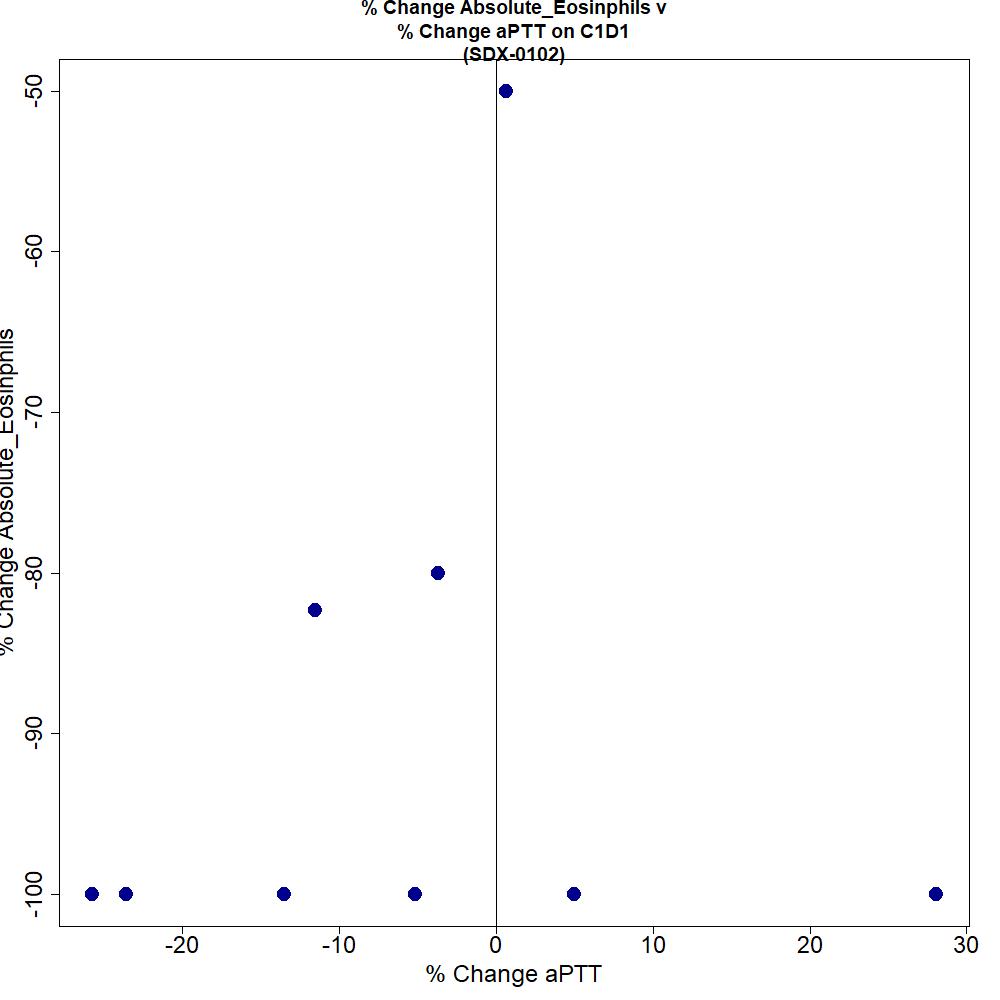 % Change Absolute_Eosinphils v
% Change aPTT on C1D1
(SDX-0102)
% Change Absolute_Eosinphils
-50
-60
-70
-80
-90
-100
-20
-10
0
10
20
30
% Change aPTT